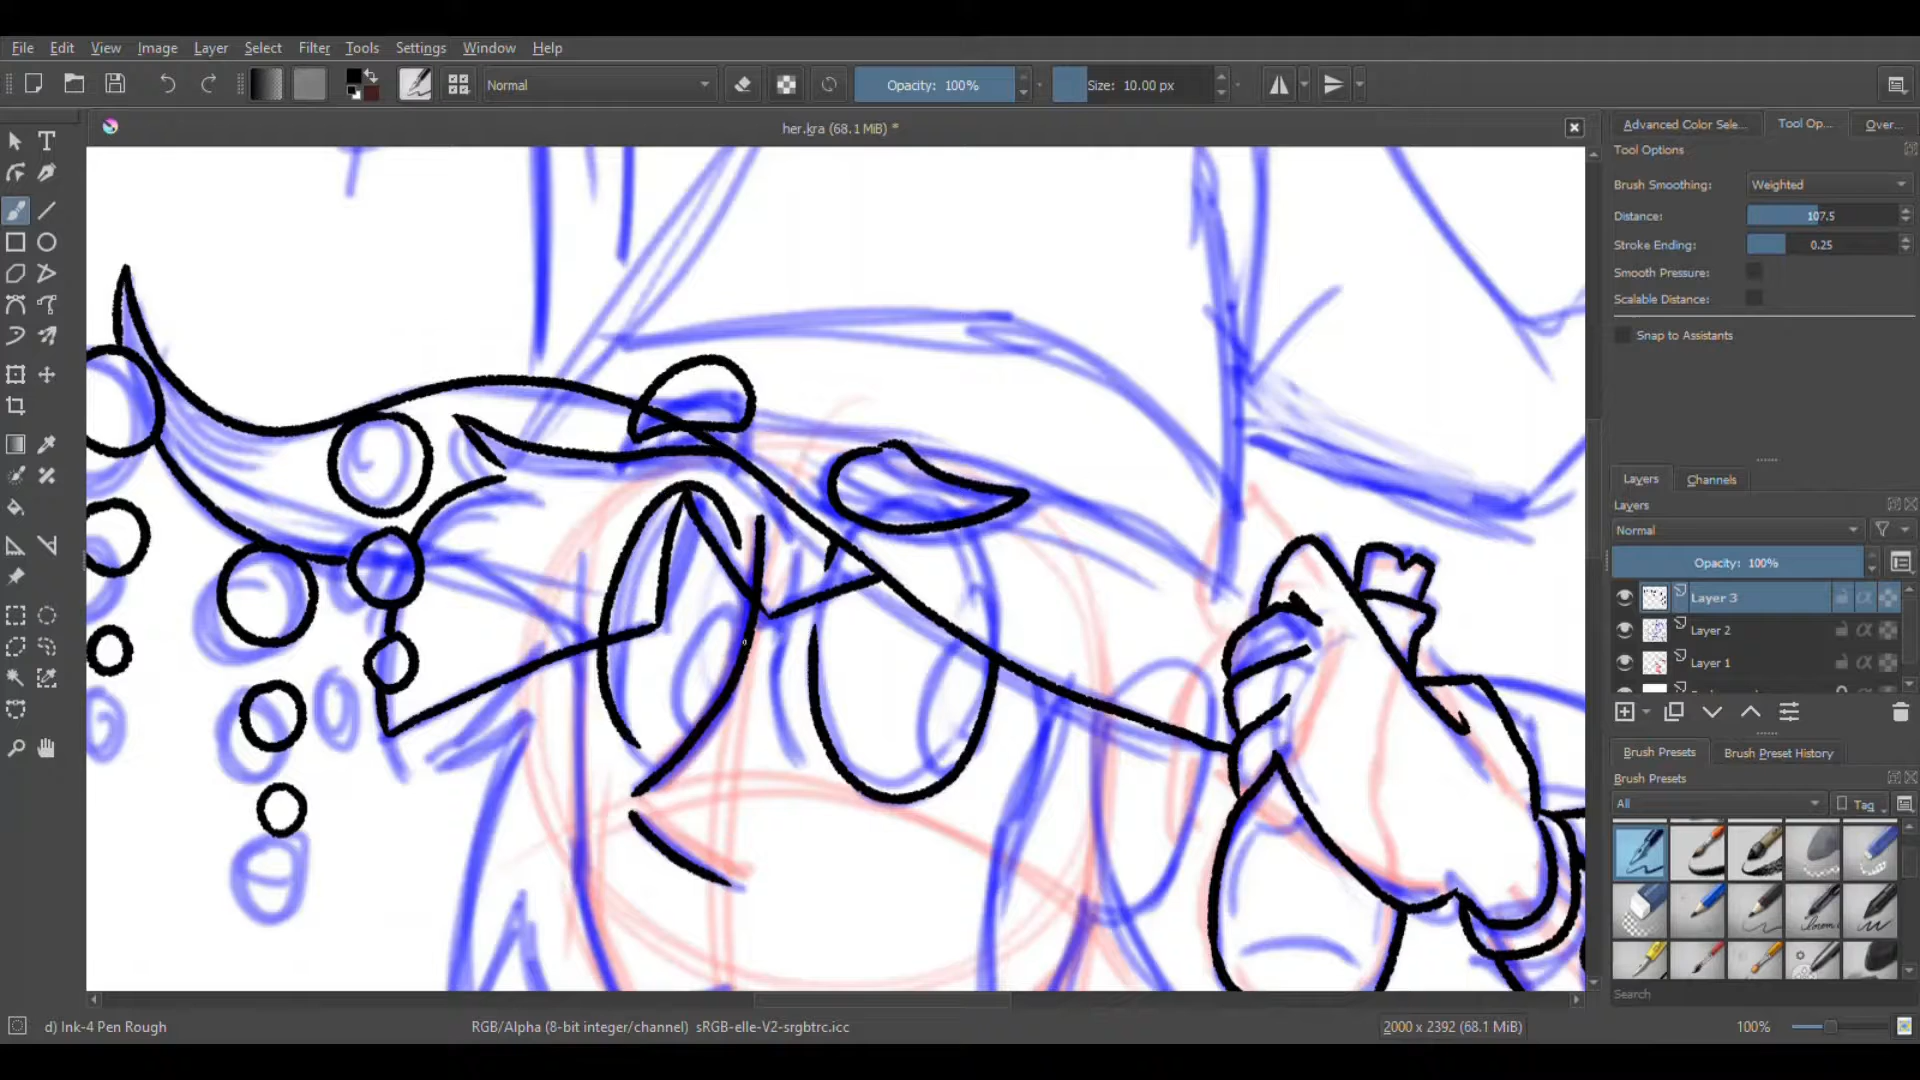 File Edit View Image Layer Select Filter Tools Settings Window Help
Normal Opacity: 100% Size: 10.00 px
her.kra (68.1 MiB) *
Advanced Color Sele... Tool Op... Over...
Tool Options
Brush Smoothing: Weighted
Distance: 107.5
Stroke Ending: 0.25
Smooth Pressure:
Scalable Distance:
Snap to Assistants
Layers Channels
Layers
Normal
Opacity: 100%
Layer 3
Layer 2
Layer 1
Brush Presets Brush Preset History
Brush Presets
All Tag
Search
d) Ink-4 Pen Rough RGB/Alpha (8-bit integer/channel) sRGB-elle-V2-srgbtrc.icc 2000 x 2392 (68.1 MiB) 100%